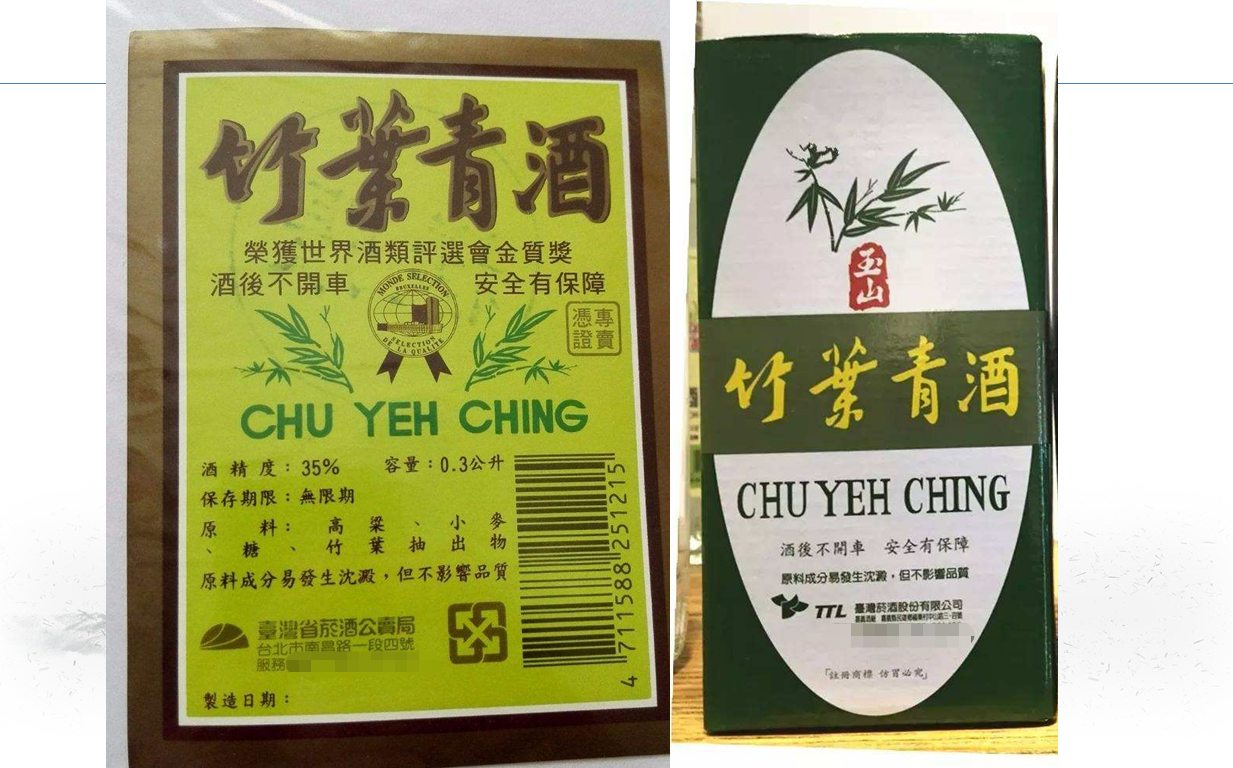 竹葉青酒
榮獲世界酒類評選會金質獎
酒後不開車
安全有保障
MONDE SELECTION
BRUXELLES
SELECTION
DE LA QUALITE
專賣
憑證
CHU YEH CHING
酒精度：35%
容量：0.3公升
保存期限：無限期
原料：高粱、小麥
、糖、竹葉抽出物
原料成分易發生沈澱，但不影響品質
4711588251215
臺灣省菸酒公賣局
台北市南昌路一段四號
服務
製造日期：
玉山
竹葉青酒
CHU YEH CHING
酒後不開車 安全有保障
原料成分易發生沈澱，但不影響品質
TTL 臺灣菸酒股份有限公司
「註冊商標 仿冒必究」